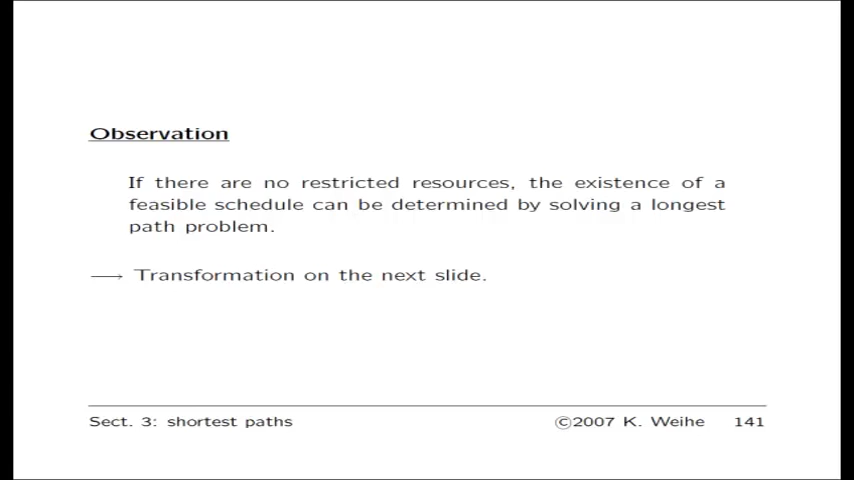 Observation
If there are no restricted resources, the existence of a
feasible schedule can be determined by solving a longest
path problem.
⟶ Transformation on the next slide.
Sect. 3: shortest paths ©2007 K. Weihe 141